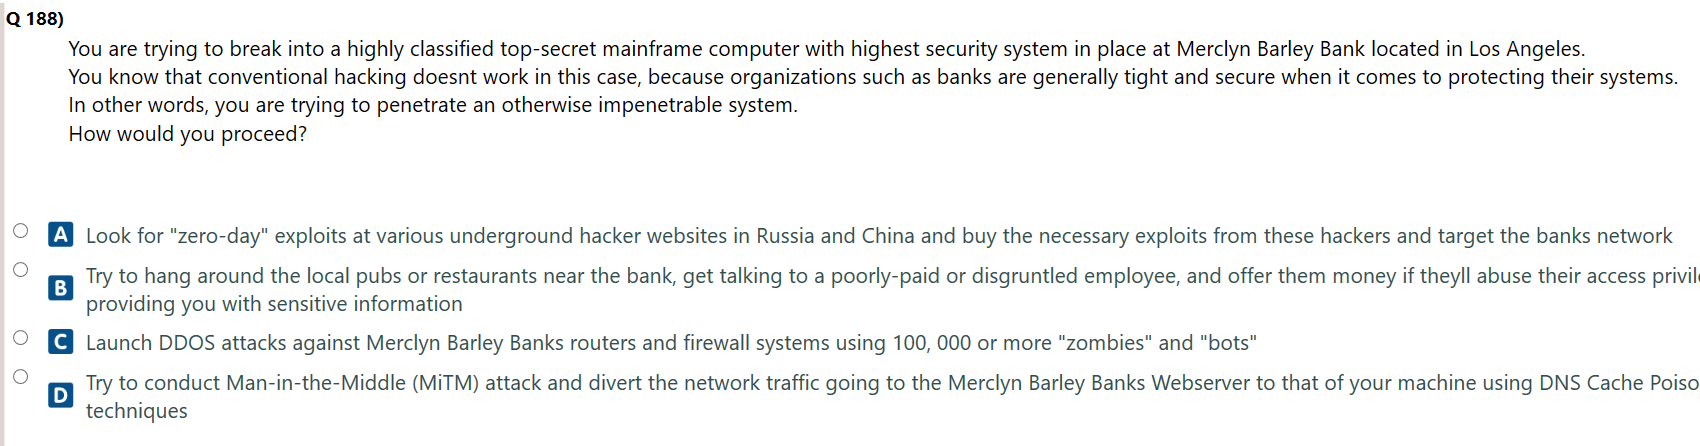 Q 188)
You are trying to break into a highly classified top-secret mainframe computer with highest security system in place at Merclyn Barley Bank located in Los Angeles.
You know that conventional hacking doesnt work in this case, because organizations such as banks are generally tight and secure when it comes to protecting their systems.
In other words, you are trying to penetrate an otherwise impenetrable system.
How would you proceed?
A Look for "zero-day" exploits at various underground hacker websites in Russia and China and buy the necessary exploits from these hackers and target the banks network
Try to hang around the local pubs or restaurants near the bank, get talking to a poorly-paid or disgruntled employee, and offer them money if theyll abuse their access
B providing you with sensitive information
C Launch DDOS attacks against Merclyn Barley Banks routers and firewall systems using 100, 000 or more "zombies" and "bots"
Try to conduct Man-in-the-Middle (MiTM) attack and divert the network traffic going to the Merclyn Barley Banks Webserver to that of your machine using DNS Cache
D techniques